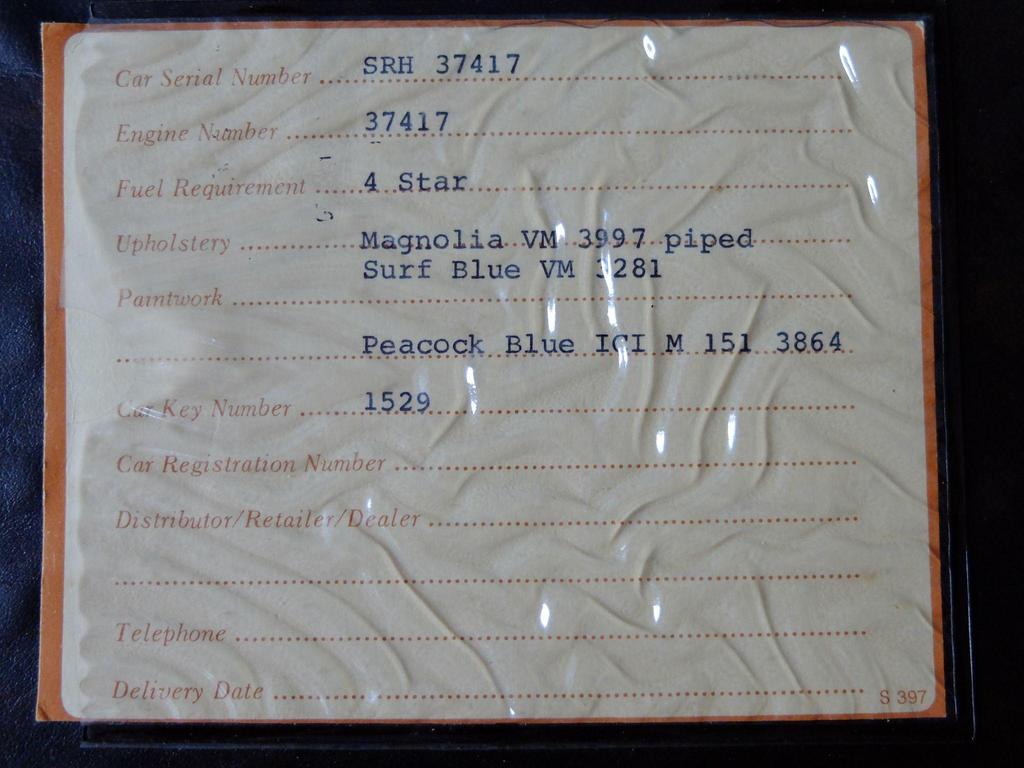 Car Serial Number SRH 37417
Engine Number 37417
Fuel Requirement 4 Star
Upholstery Magnolia VM 3997 piped
Surf Blue VM 3281
Paintwork
Peacock Blue ICI M 151 3864
Car Key Number 1529
Car Registration Number
Distributor/Retailer/Dealer
Telephone
Delivery Date
S 397